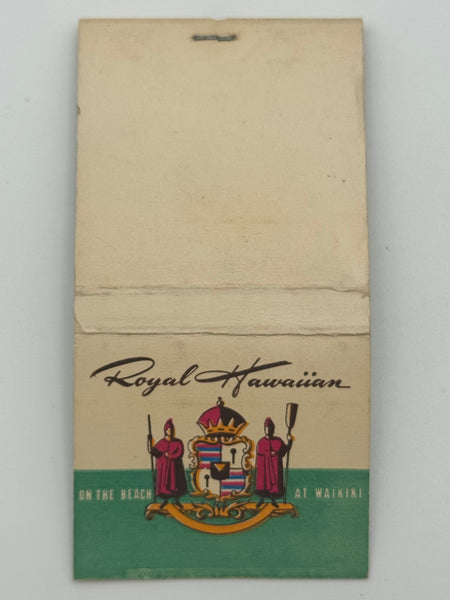 Royal Hawaiian
ON THE BEACH AT WAIKIKI